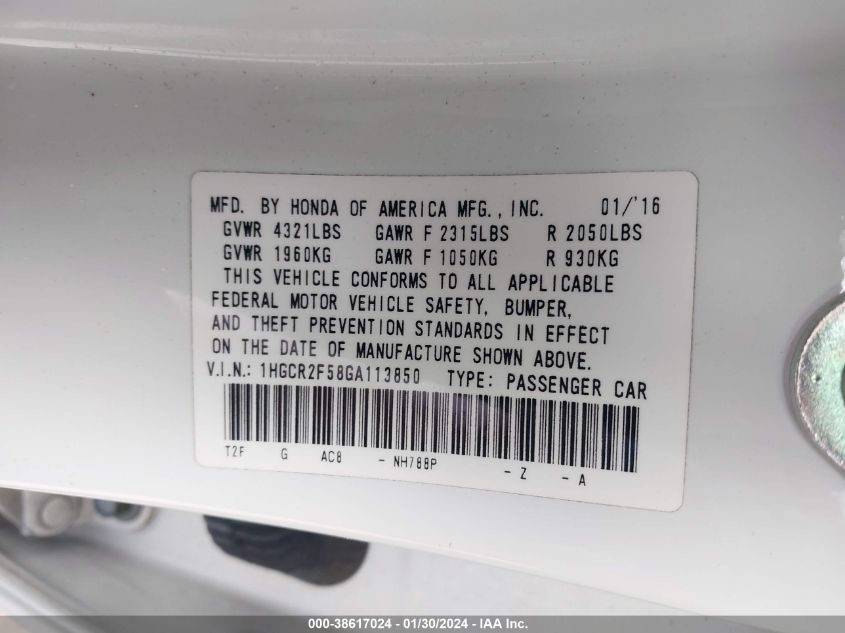 MFD. BY HONDA OF AMERICA MFG., INC. 01/'16
GVWR 4321LBS GAWR F 2315LBS R 2050LBS
GVWR 1960KG GAWR F 1050KG R 930KG
THIS VEHICLE CONFORMS TO ALL APPLICABLE
FEDERAL MOTOR VEHICLE SAFETY, BUMPER,
AND THEFT PREVENTION STANDARDS IN EFFECT
ON THE DATE OF MANUFACTURE SHOWN ABOVE.
V.I.N.: 1HGCR2F58GA113850 TYPE: PASSENGER CAR
T2F G AC8 - NH788P - Z - A
000-38617024 - 01/30/2024 - IAA Inc.